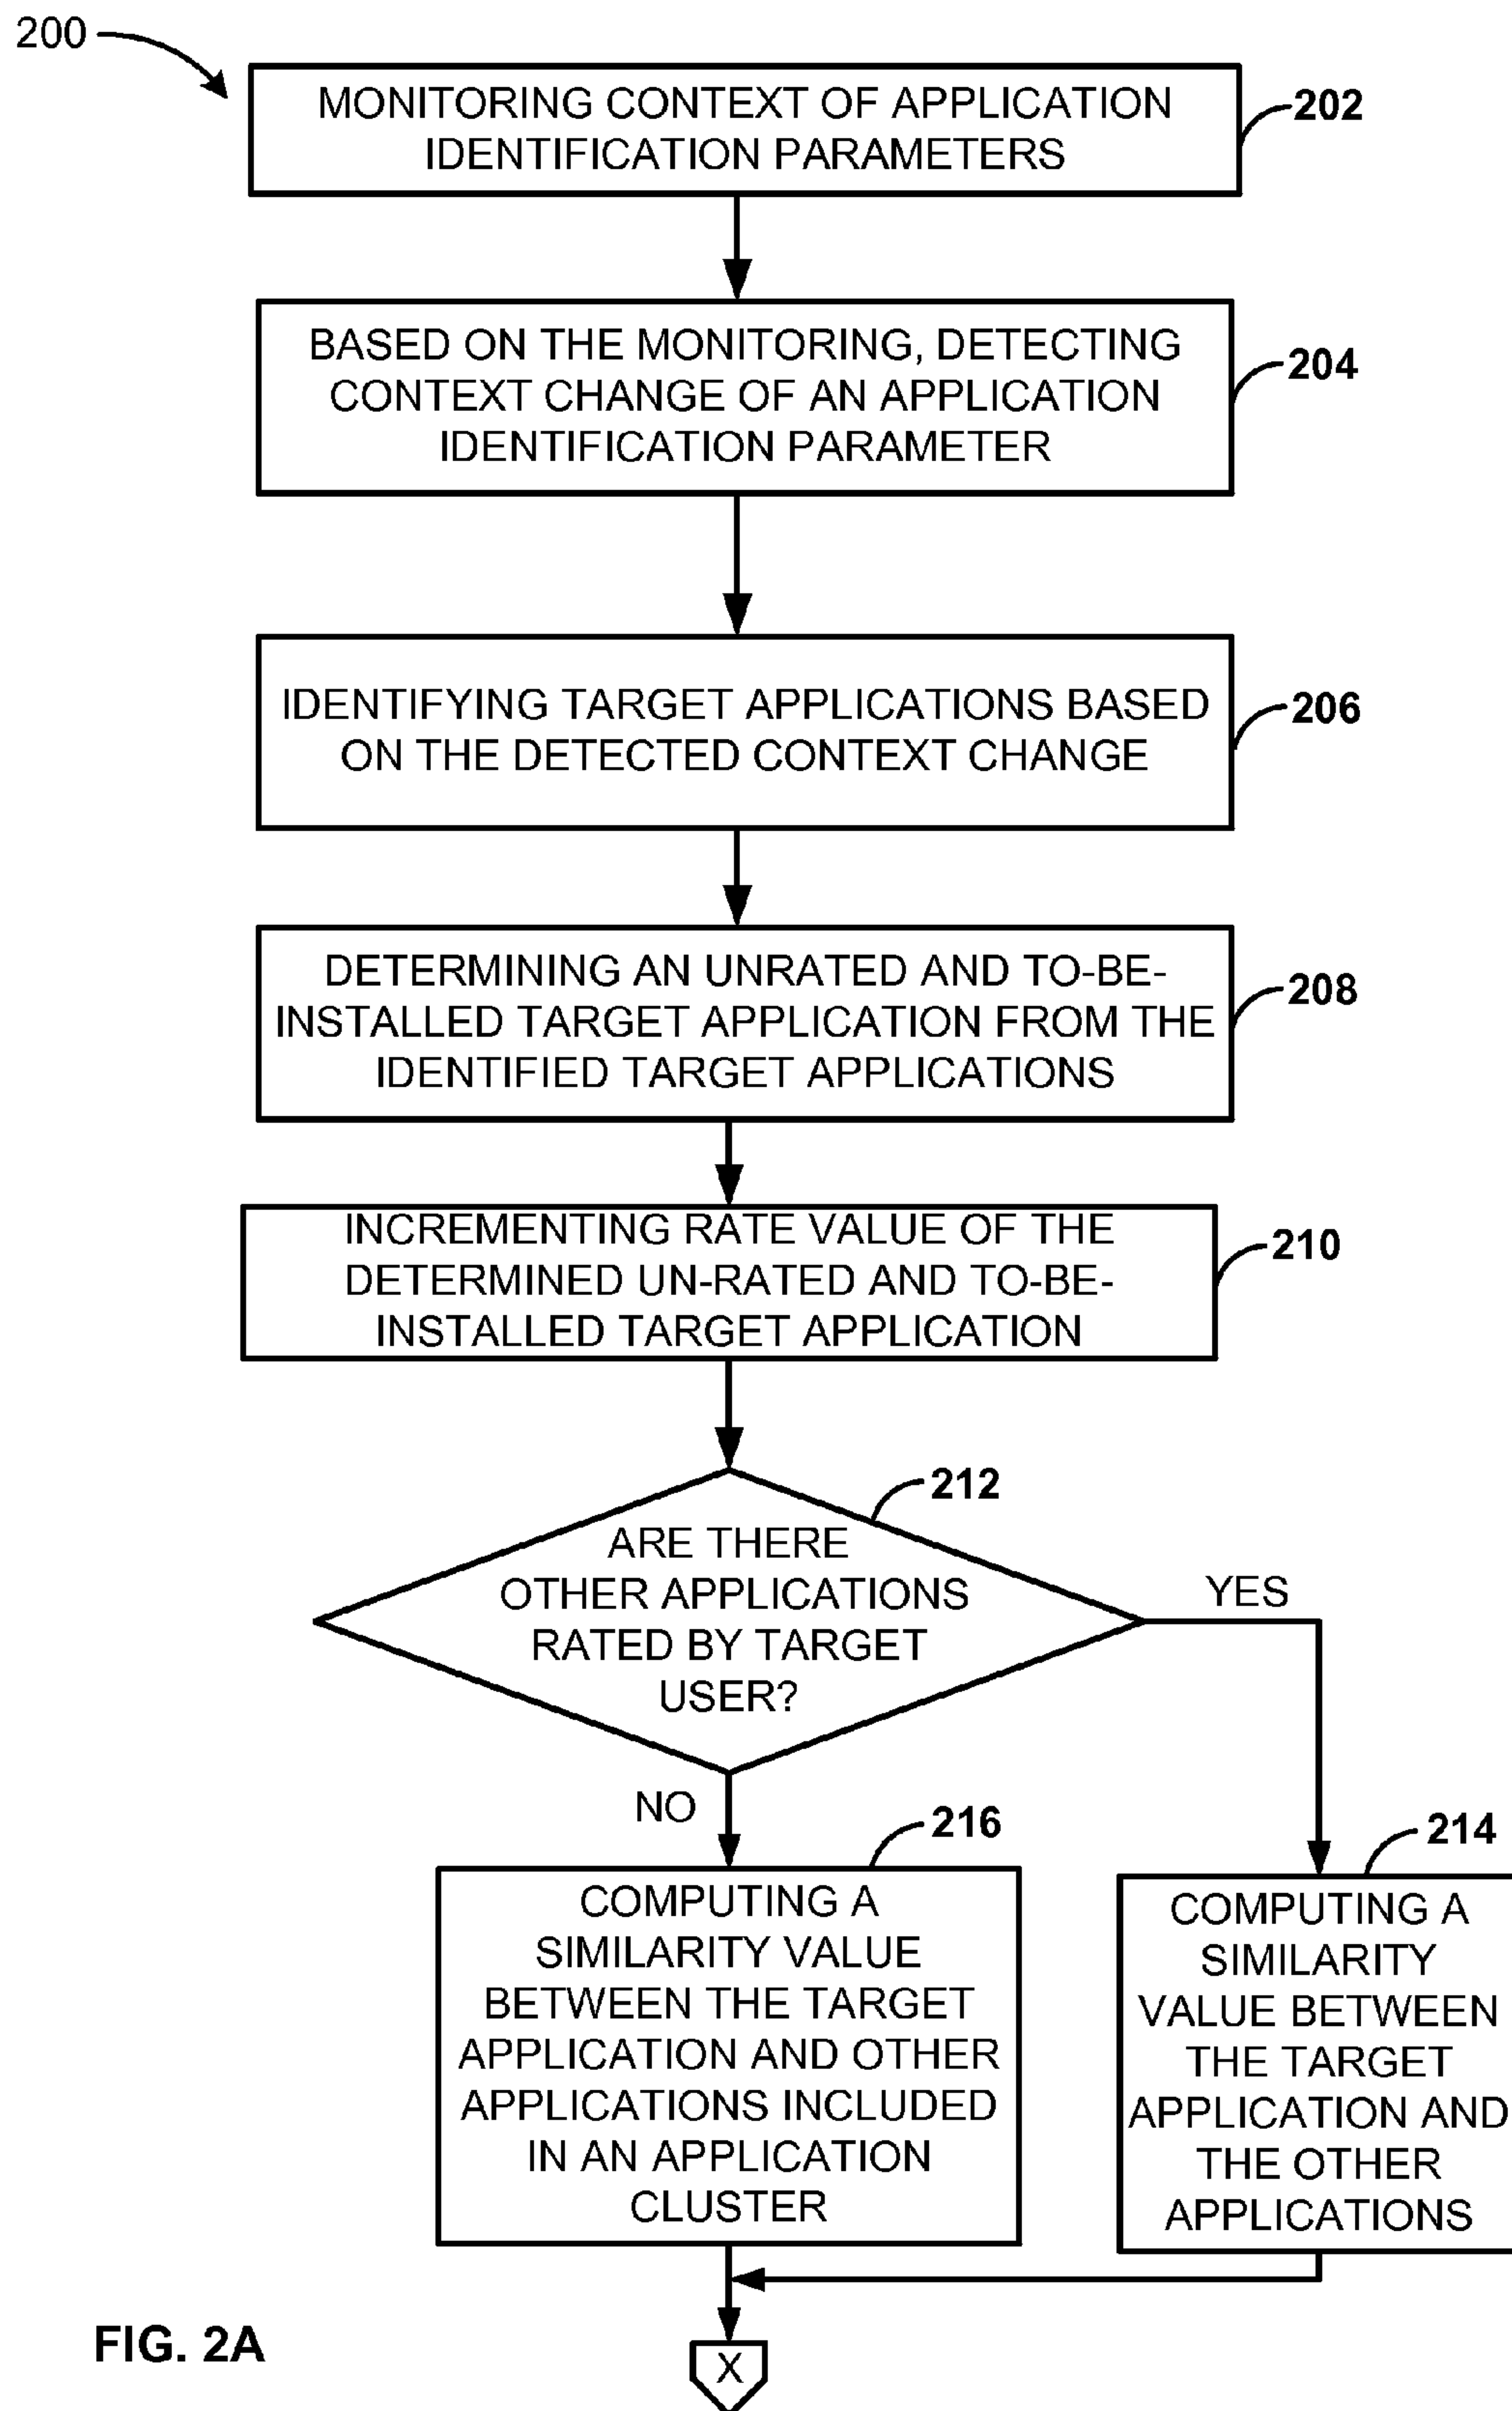 200
MONITORING CONTEXT OF APPLICATION
IDENTIFICATION PARAMETERS
202
BASED ON THE MONITORING, DETECTING
CONTEXT CHANGE OF AN APPLICATION
IDENTIFICATION PARAMETER
204
IDENTIFYING TARGET APPLICATIONS BASED
ON THE DETECTED CONTEXT CHANGE
206
DETERMINING AN UNRATED AND TO-BE-
INSTALLED TARGET APPLICATION FROM THE
IDENTIFIED TARGET APPLICATIONS
208
INCREMENTING RATE VALUE OF THE
DETERMINED UN-RATED AND TO-BE-
INSTALLED TARGET APPLICATION
210
212
ARE THERE
OTHER APPLICATIONS
RATED BY TARGET
USER?
YES
NO
216
COMPUTING A
SIMILARITY VALUE
BETWEEN THE TARGET
APPLICATION AND OTHER
APPLICATIONS INCLUDED
IN AN APPLICATION
CLUSTER
214
COMPUTING A
SIMILARITY
VALUE BETWEEN
THE TARGET
APPLICATION AND
THE OTHER
APPLICATIONS
FIG. 2A
X